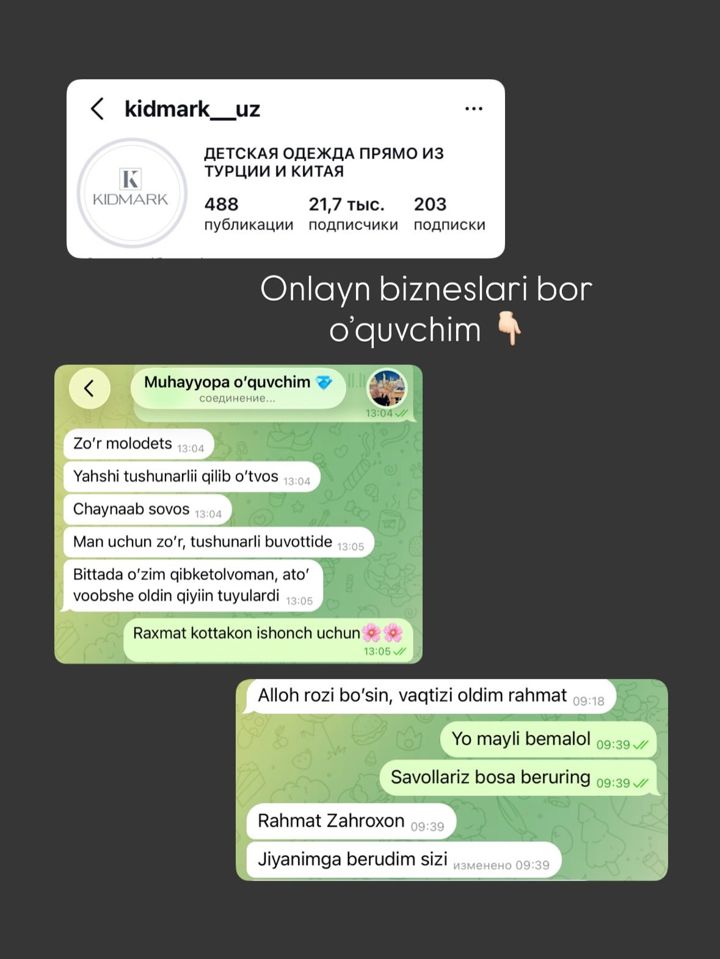 kidmark__uz
ДЕТСКАЯ ОДЕЖДА ПРЯМО ИЗ
ТУРЦИИ И КИТАЯ
K
KIDMARK
488 21,7 тыс. 203
публикации подписчики подписки
Onlayn bizneslari bor
o'quvchim 👇🏻
Muhayyopa o'quvchim 💎
соединение...
13:04
Zo'r molodets 13:04
Yahshi tushunarlii qilib o'tvos 13:04
Chaynaab sovos 13:04
Man uchun zo'r, tushunarli buvottide 13:05
Bittada o'zim qibketolvoman, ato'
voobshe oldin qiyiin tuyulardi 13:05
Raxmat kottakon ishonch uchun🌸🌸
13:05
Alloh rozi bo'sin, vaqtizi oldim rahmat 09:18
Yo mayli bemalol 09:39
Savollariz bosa beruring 09:39
Rahmat Zahroxon 09:39
Jiyanimga berudim sizi изменено 09:39